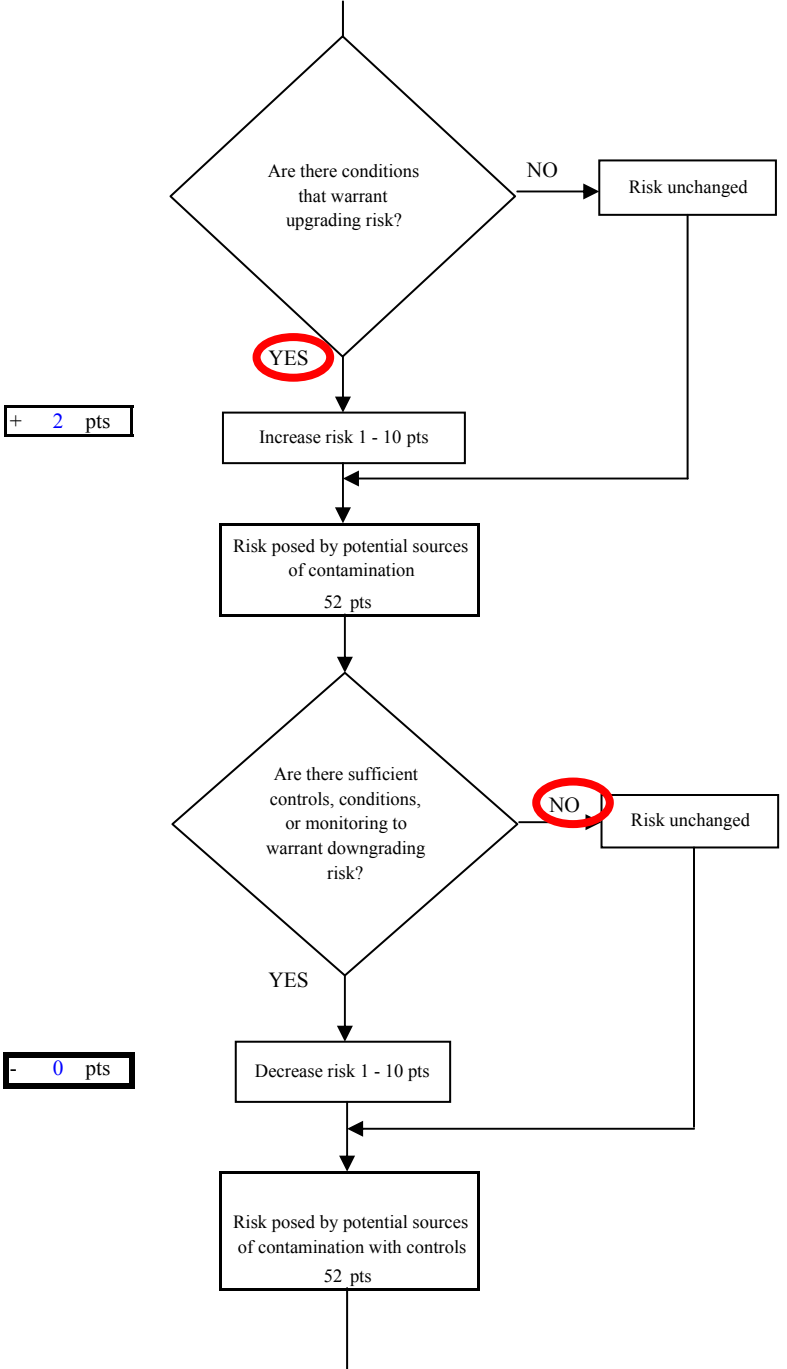 Are there conditions
that warrant
upgrading risk?
NO
Risk unchanged
YES
+ 2 pts
Increase risk 1 - 10 pts
Risk posed by potential sources
of contamination
52 pts
Are there sufficient
controls, conditions,
or monitoring to
warrant downgrading
risk?
NO
Risk unchanged
YES
- 0 pts
Decrease risk 1 - 10 pts
Risk posed by potential sources
of contamination with controls
52 pts